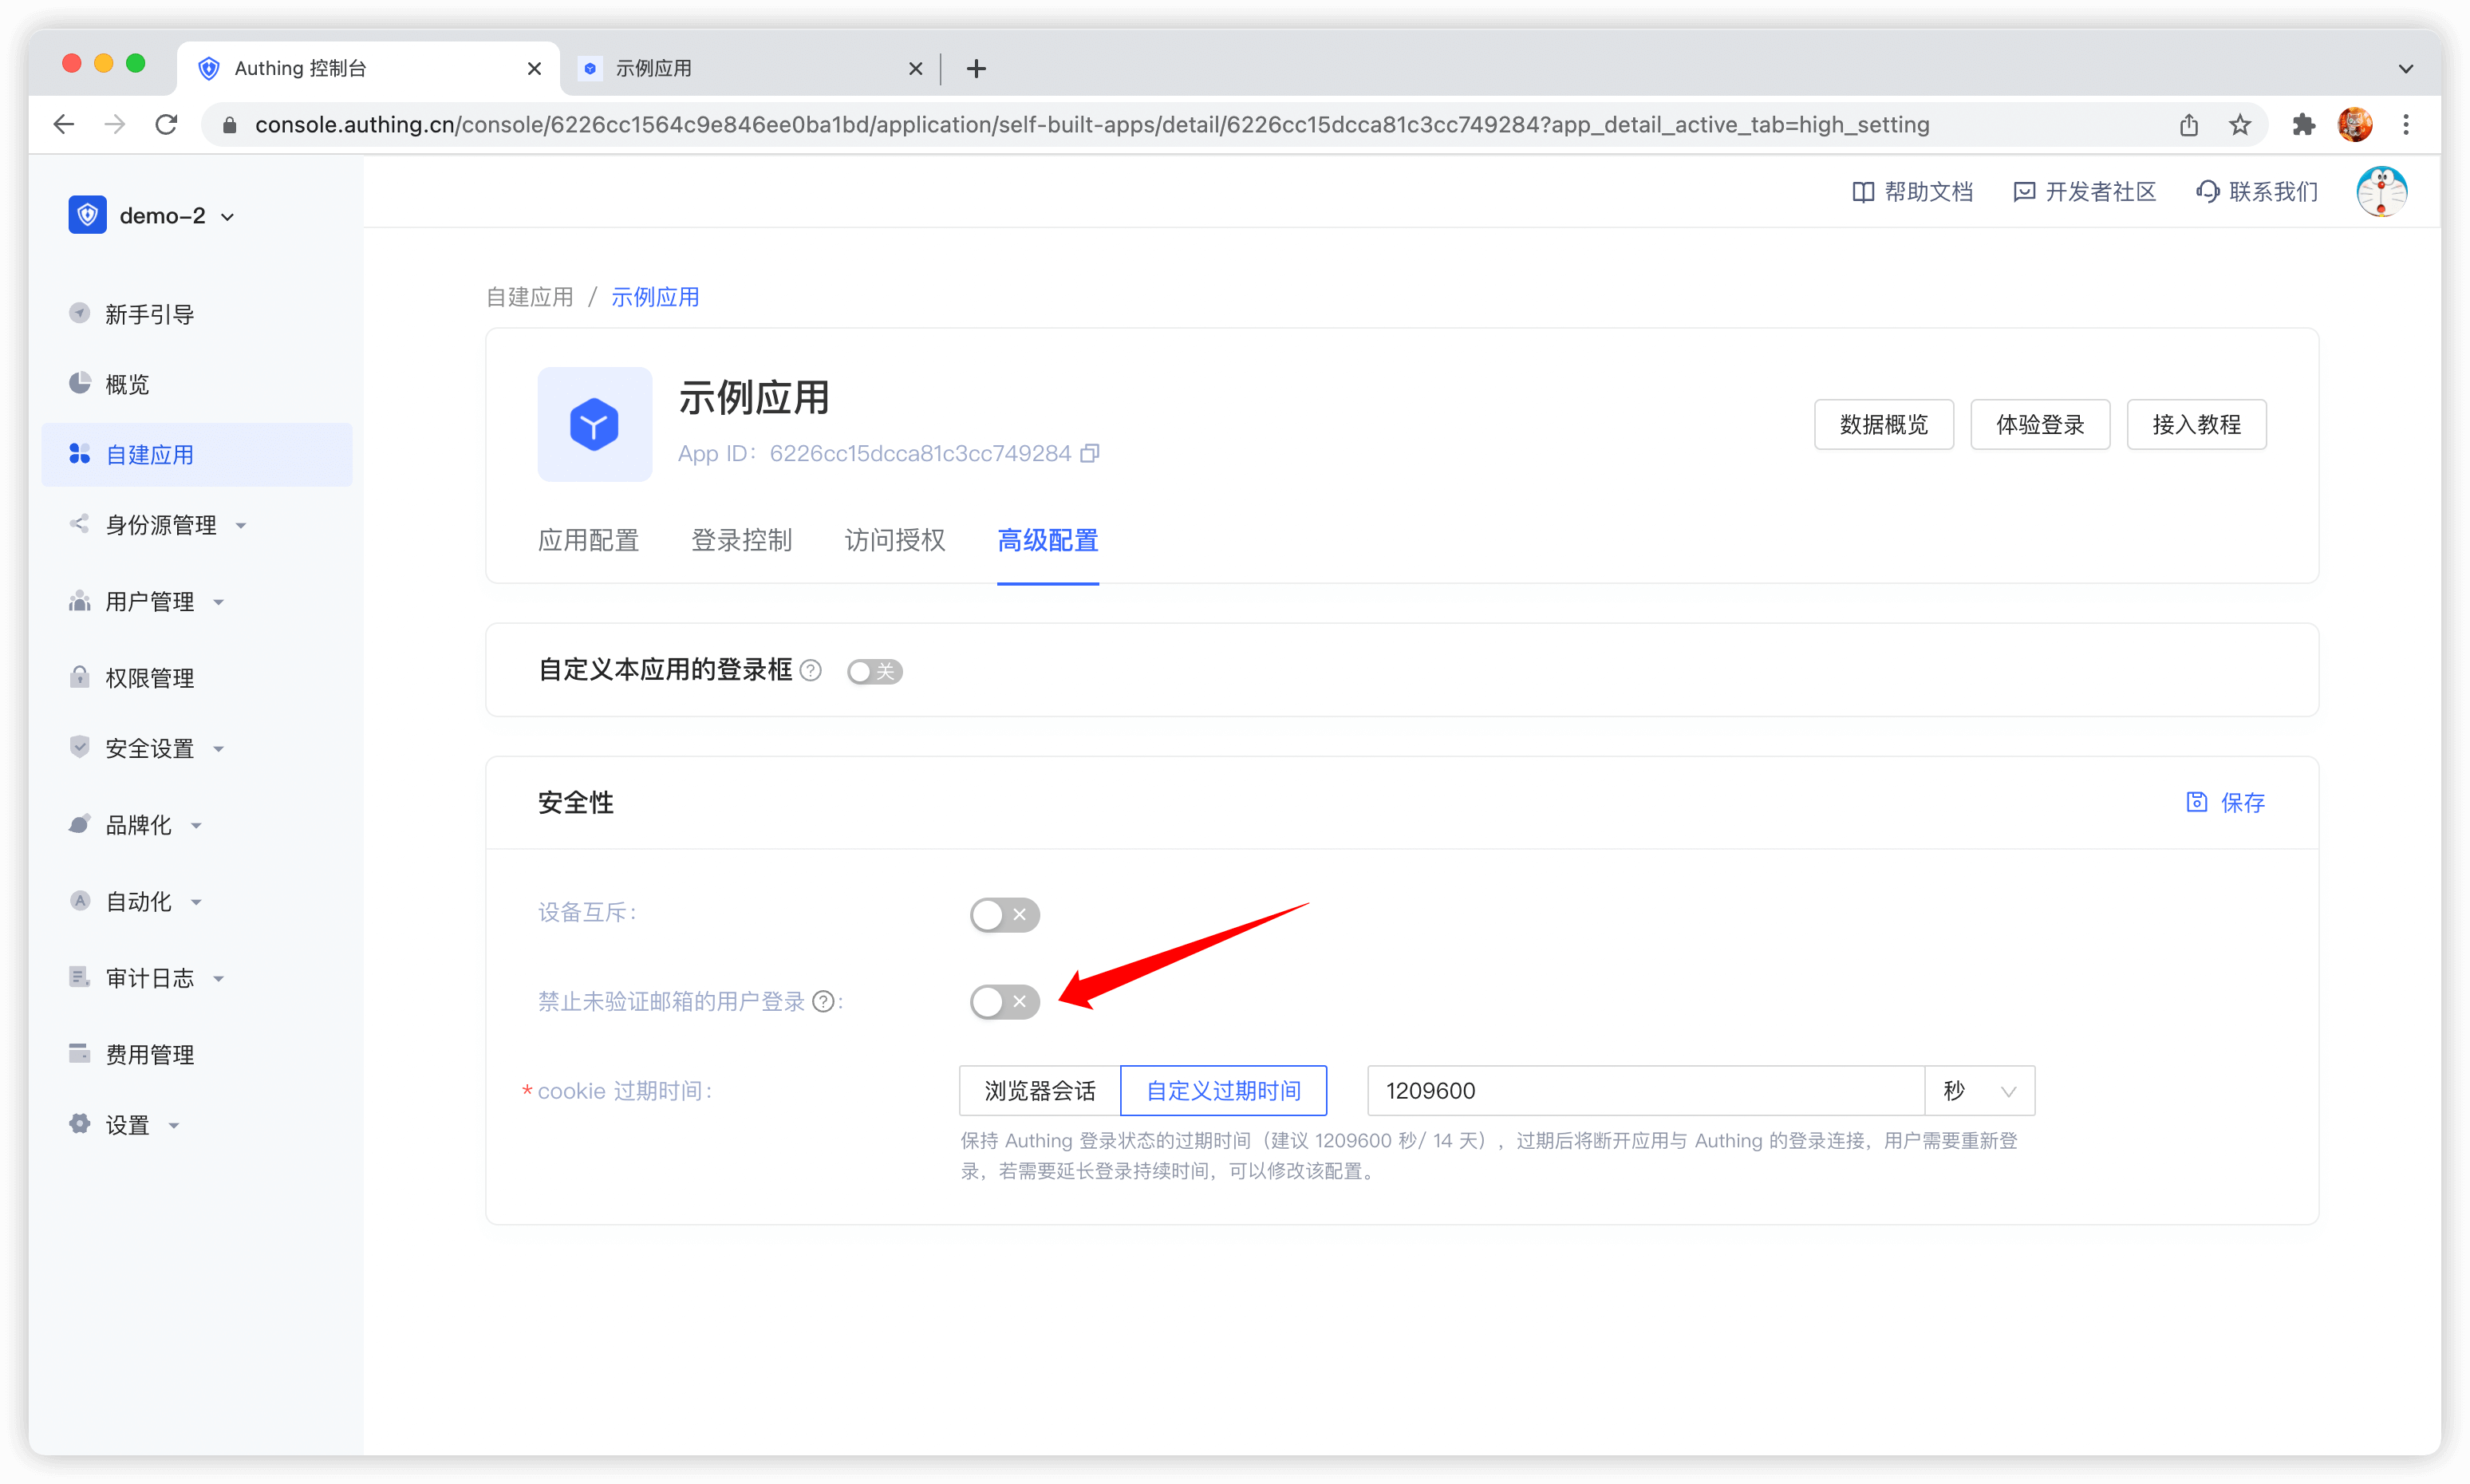 Authing 控制台
示例应用
console.authing.cn/console/6226cc1564c9e846ee0ba1bd/application/self-built-apps/detail/6226cc15dcca81c3cc749284?app_detail_active_tab=high_setting
demo-2
帮助文档
开发者社区
联系我们
新手引导
概览
自建应用
身份源管理
用户管理
权限管理
安全设置
品牌化
自动化
审计日志
费用管理
设置
自建应用 / 示例应用
示例应用
App ID: 6226cc15dcca81c3cc749284
数据概览
体验登录
接入教程
应用配置
登录控制
访问授权
高级配置
自定义本应用的登录框 ? 关
安全性
保存
设备互斥:
禁止未验证邮箱的用户登录 ? :
* cookie 过期时间:
浏览器会话
自定义过期时间
1209600
秒
保持 Authing 登录状态的过期时间（建议 1209600 秒/ 14 天），过期后将断开应用与 Authing 的登录连接，用户需要重新登
录，若需要延长登录持续时间，可以修改该配置。